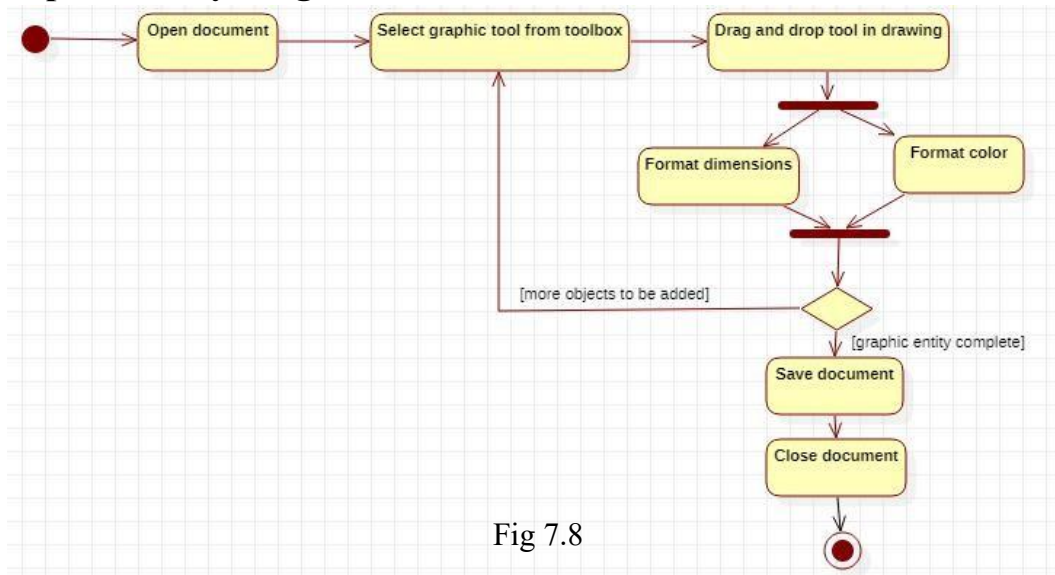 Open document
Select graphic tool from toolbox
Drag and drop tool in drawing
Format dimensions
Format color
[more objects to be added]
[graphic entity complete]
Save document
Close document
Fig 7.8